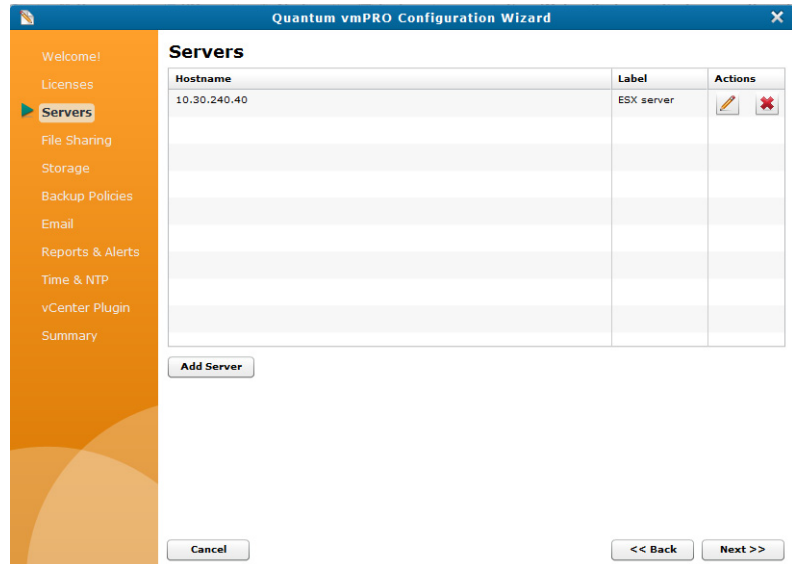 Quantum vmPRO Configuration Wizard
Welcome!
Licenses
Servers
File Sharing
Storage
Backup Policies
Email
Reports & Alerts
Time & NTP
vCenter Plugin
Summary
Servers
Hostname Label Actions
10.30.240.40 ESX server
Add Server
Cancel << Back Next >>